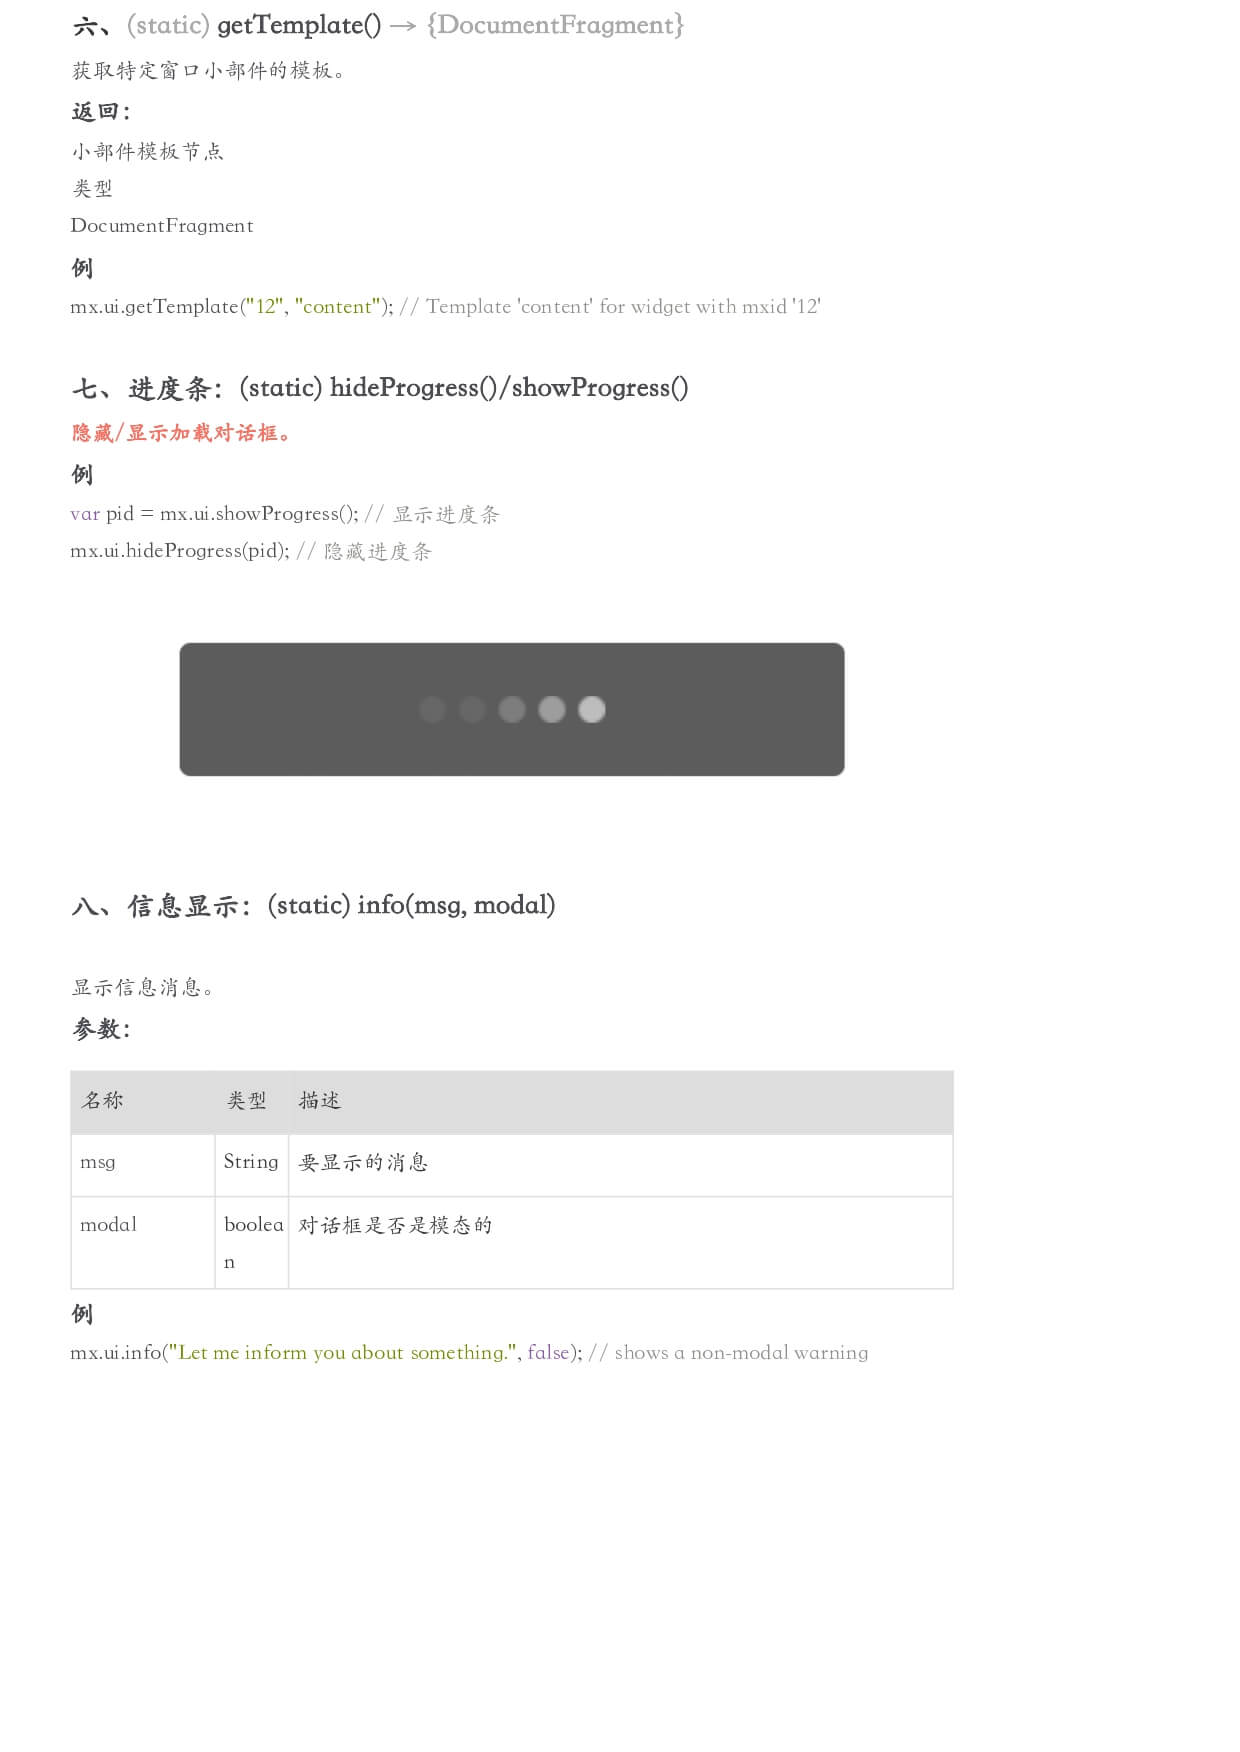 六、(static) getTemplate() → {DocumentFragment}
获取特定窗口小部件的模板。
返回：
小部件模板节点
类型
DocumentFragment
例
mx.ui.getTemplate("12", "content"); // Template 'content' for widget with mxid '12'
七、进度条：(static) hideProgress()/showProgress()
隐藏/显示加载对话框。
例
var pid = mx.ui.showProgress(); // 显示进度条
mx.ui.hideProgress(pid); // 隐藏进度条
八、信息显示：(static) info(msg, modal)
显示信息消息。
参数：
名称 类型 描述
msg String 要显示的消息
modal boolea 对话框是否是模态的
n
例
mx.ui.info("Let me inform you about something.", false); // shows a non-modal warning